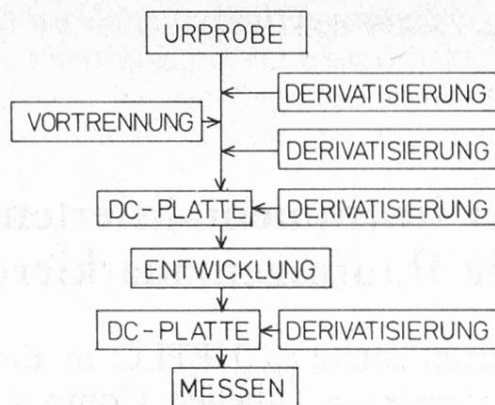 URPROBE
DERIVATISIERUNG
VORTRENNUNG
DERIVATISIERUNG
DC-PLATTE
DERIVATISIERUNG
ENTWICKLUNG
DC-PLATTE
DERIVATISIERUNG
MESSEN